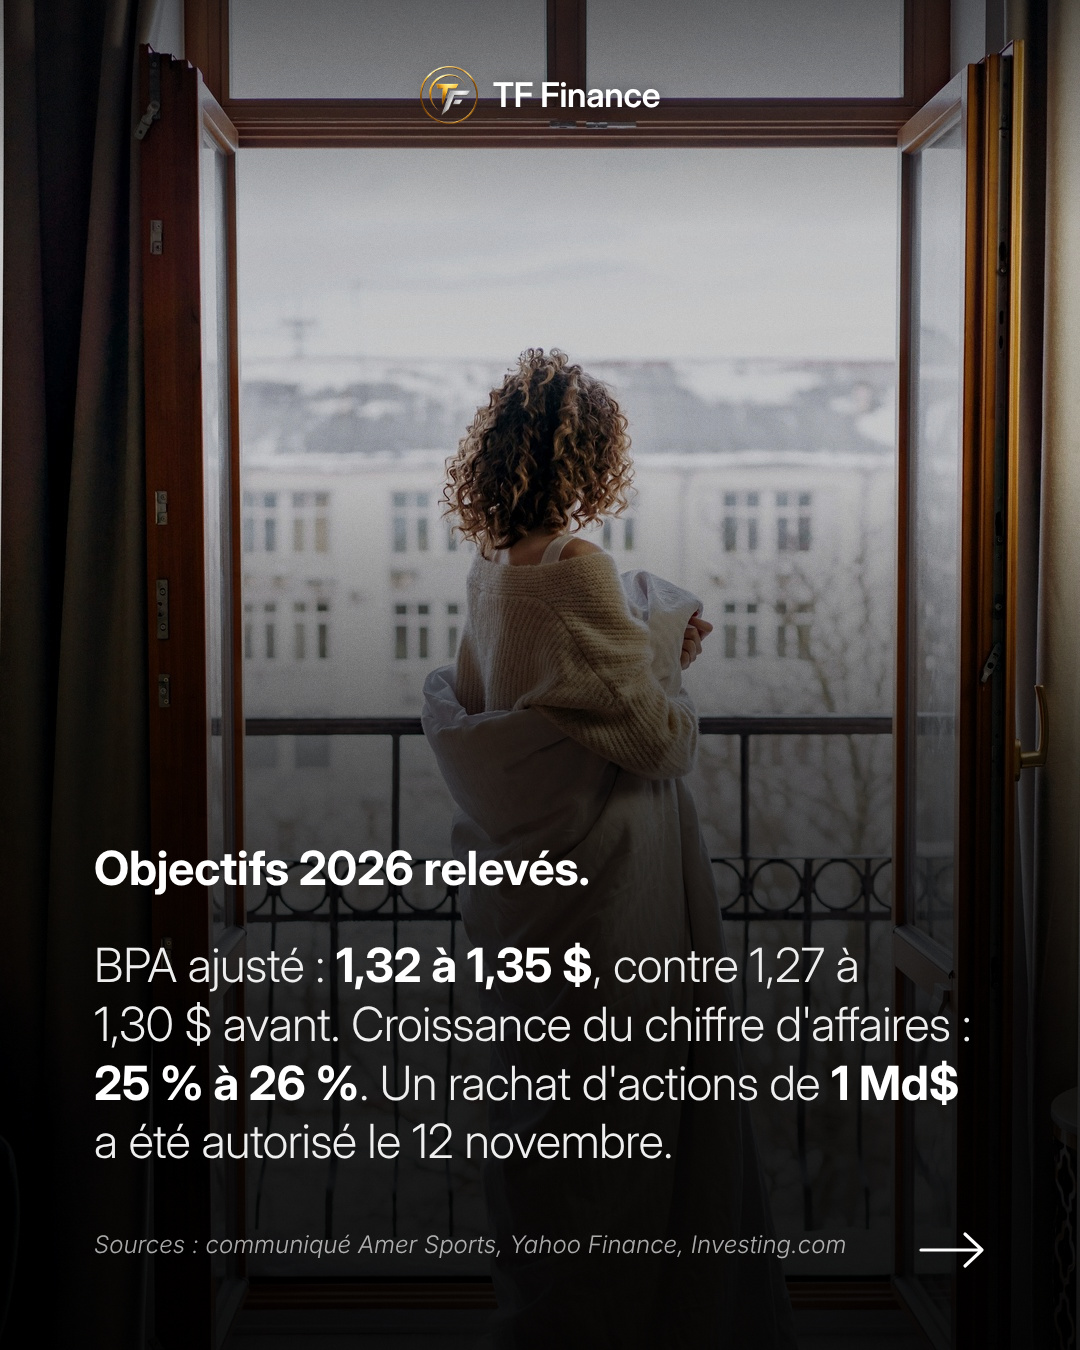 TF Finance
Objectifs 2026 relevés.
BPA ajusté : 1,32 à 1,35 $, contre 1,27 à
1,30 $ avant. Croissance du chiffre d'affaires :
25 % à 26 %. Un rachat d'actions de 1 Md$
a été autorisé le 12 novembre.
Sources : communiqué Amer Sports, Yahoo Finance, Investing.com